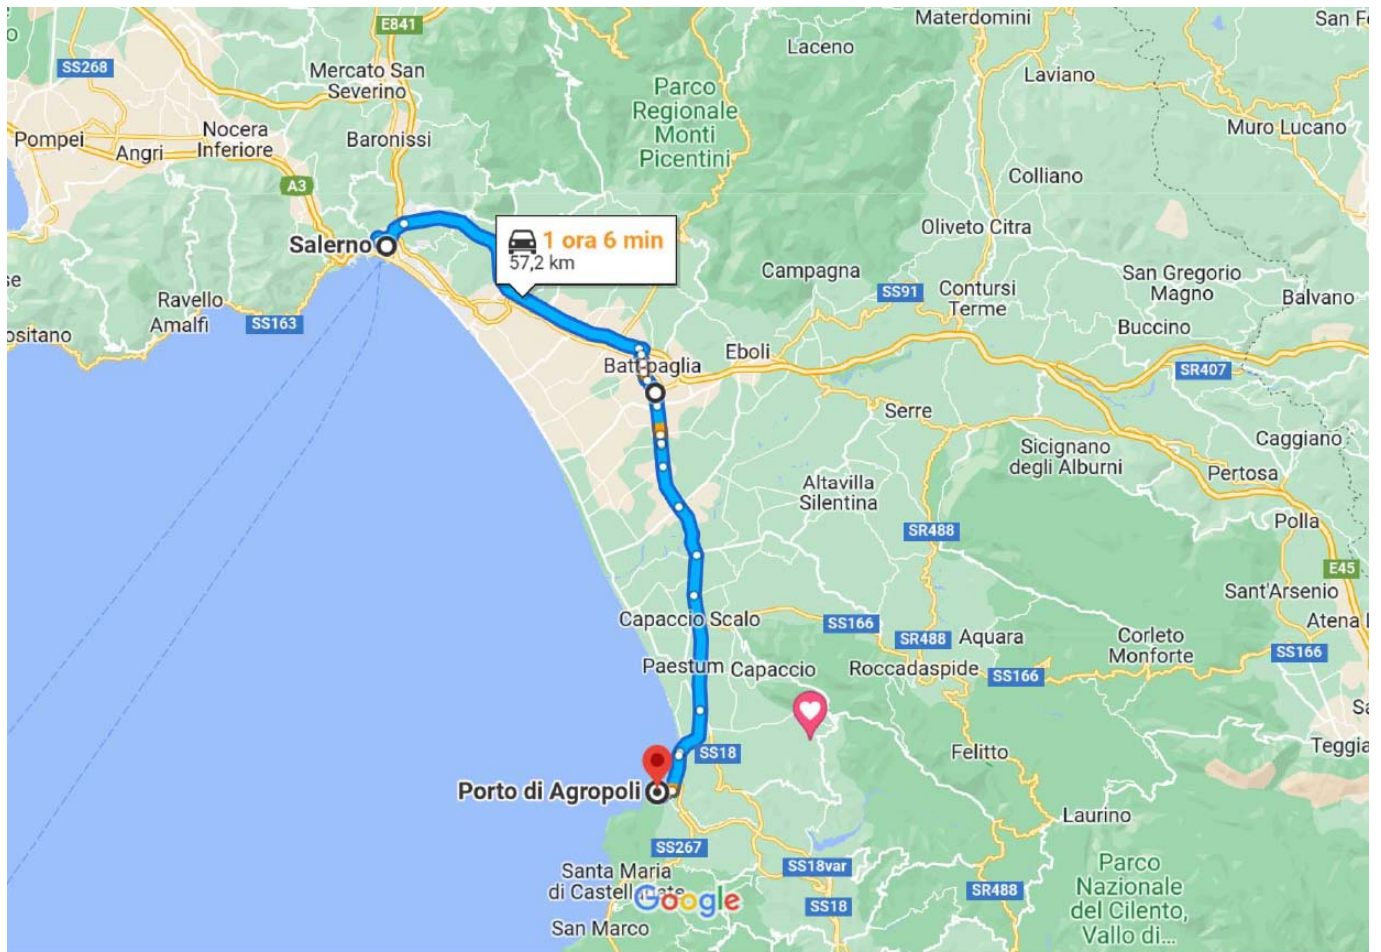 Materdomini
San F
E841
o
SS268
Laceno
Laviano
Mercato San
Severino
Parco
Regionale
Monti
Picentini
Muro Lucano
Pompei
Nocera
Inferiore
Angri
Baronissi
A3
Colliano
Oliveto Citra
Salerno
1 ora 6 min
57,2 km
Campagna
San Gregorio
Magno
se
Ravello
Amalfi
SS163
SS91
Contursi
Terme
Balvano
ositano
Buccino
Battipaglia
Eboli
SR407
Serre
Caggiano
Sicignano
degli Alburni
Pertosa
Altavilla
Silentina
SR488
Polla
E45
Sant'Arsenio
Capaccio Scalo
SS166
SR488
Aquara
Corleto
Monforte
Atena L
SS166
Paestum
Capaccio
Roccadaspide
SS166
Sa
SS18
Felitto
Teggia
Porto di Agropoli
Laurino
SS267
SS18var
Santa Maria
di Castellabate
Google
SS18
SR488
Parco
Nazionale
del Cilento,
Vallo di...
San Marco